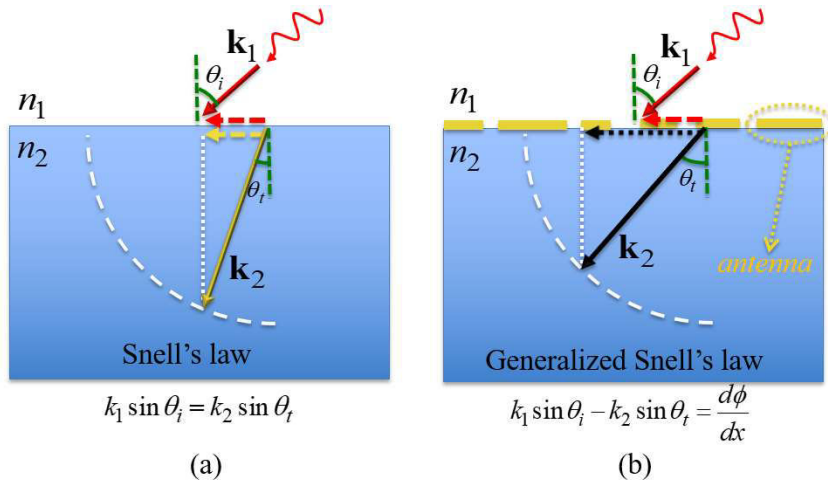 k₁
θᵢ
n₁
n₂
θₜ
k₂
Snell's law
k₁ sin θᵢ = k₂ sin θₜ
(a)
k₁
θᵢ
n₁
n₂
θₜ
k₂
antenna
Generalized Snell's law
k₁ sin θᵢ − k₂ sin θₜ = dϕ/dx
(b)